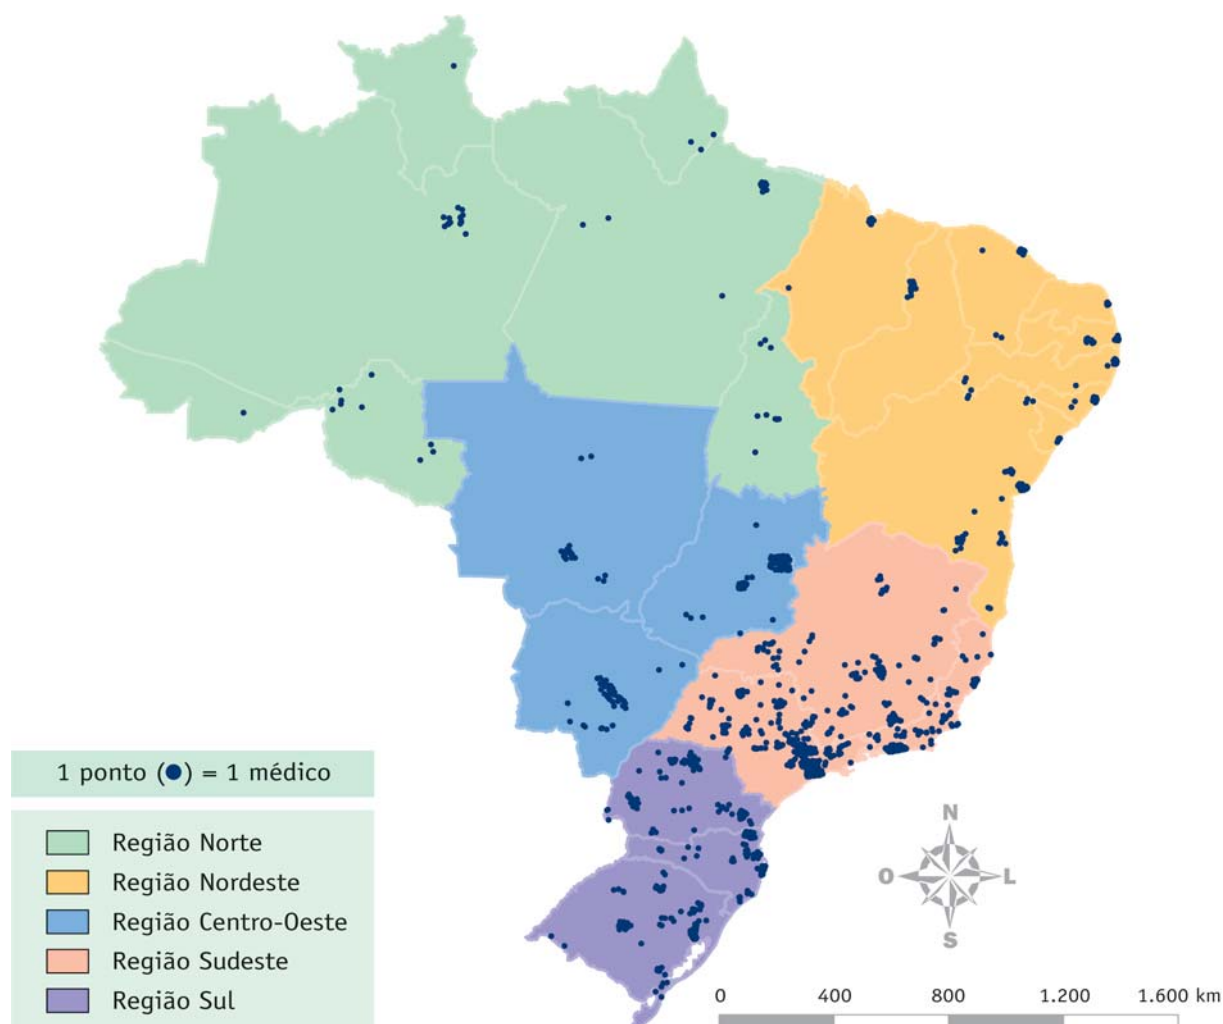 1 ponto (●) = 1 médico
Região Norte
Região Nordeste
Região Centro-Oeste
Região Sudeste
Região Sul
N
O L
S
0 400 800 1.200 1.600 km